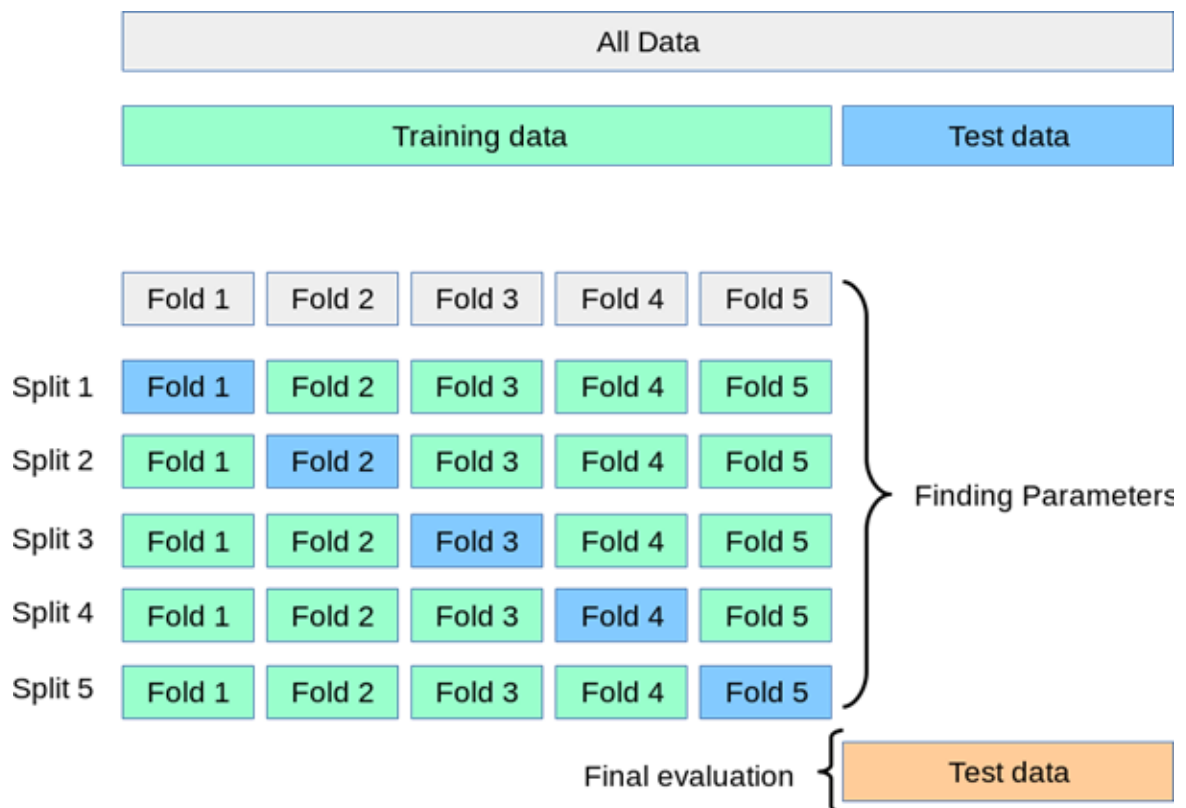 All Data
Training data Test data
Fold 1 Fold 2 Fold 3 Fold 4 Fold 5
Split 1 Fold 1 Fold 2 Fold 3 Fold 4 Fold 5
Split 2 Fold 1 Fold 2 Fold 3 Fold 4 Fold 5
Finding Parameters
Split 3 Fold 1 Fold 2 Fold 3 Fold 4 Fold 5
Split 4 Fold 1 Fold 2 Fold 3 Fold 4 Fold 5
Split 5 Fold 1 Fold 2 Fold 3 Fold 4 Fold 5
Final evaluation Test data